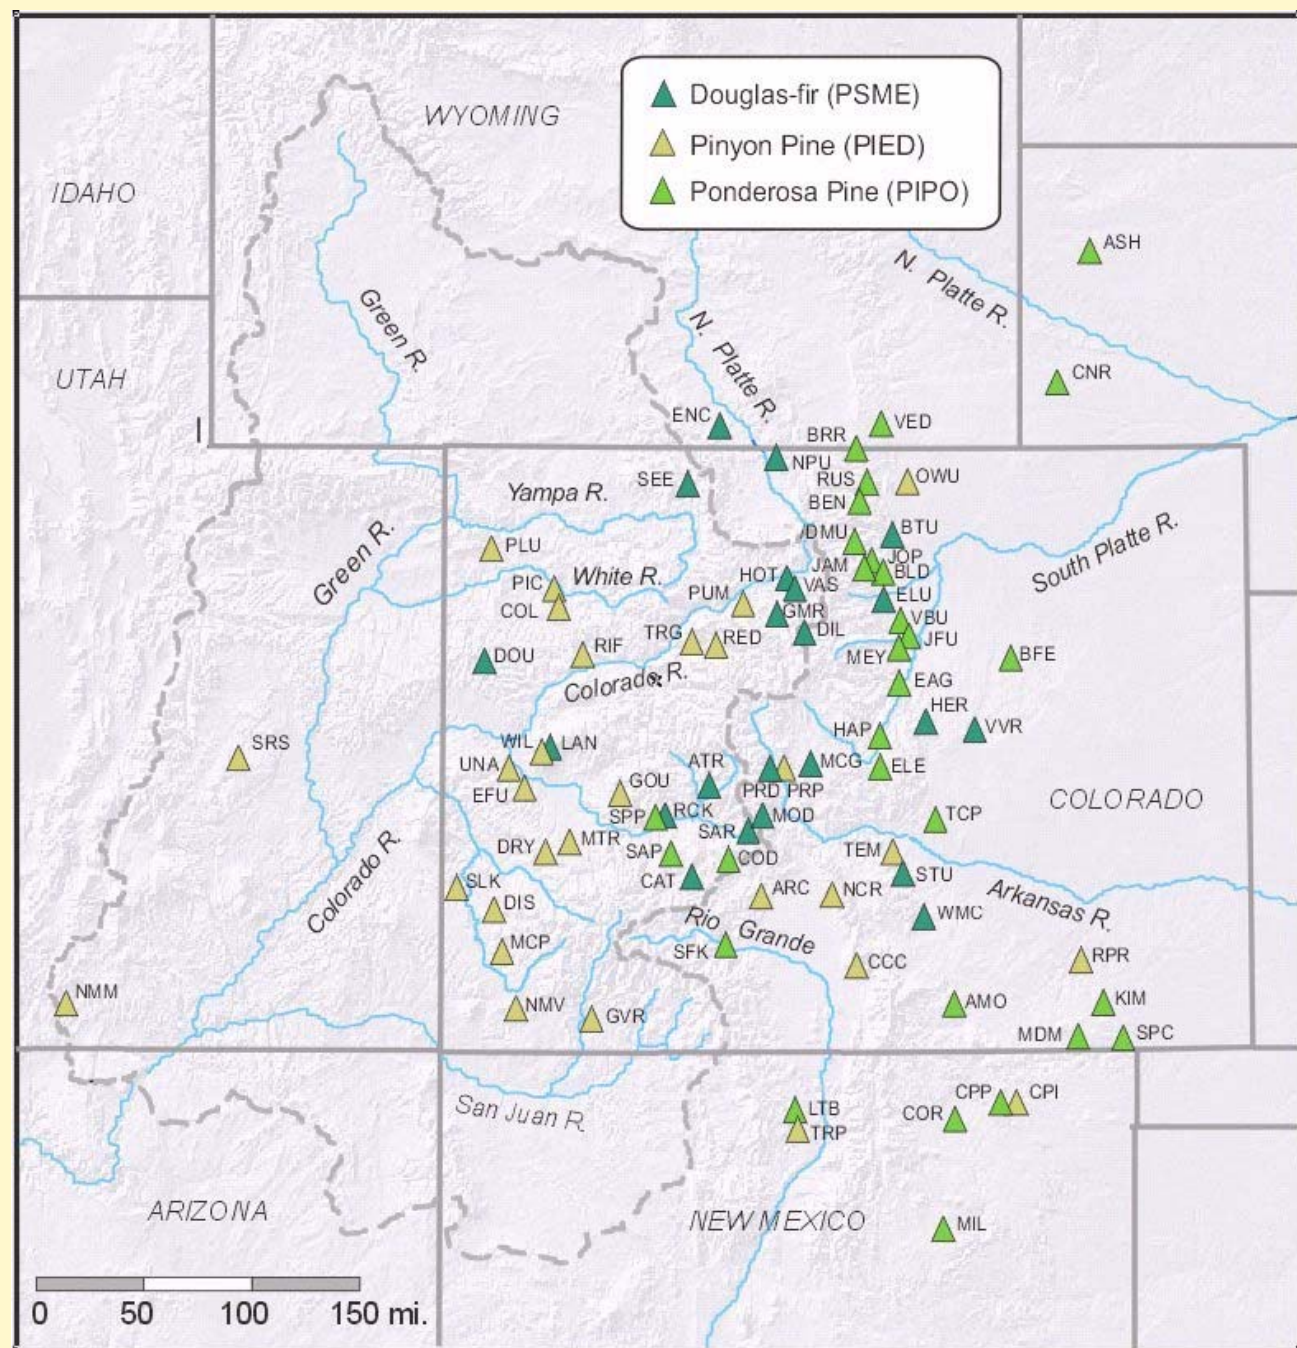 WYOMING
Douglas-fir (PSME)
Pinyon Pine (PIED)
Ponderosa Pine (PIPO)
IDAHO
ASH
N. Platte R.
Green R.
N. Platte R.
UTAH
CNR
ENC
VED
BRR
NPU
SEE
RUS
OWU
Yampa R.
BEN
BTU
DMU
Green R.
South Platte R.
PLU
JOP
JAM
BLD
HOT
VAS
White R.
PIC
PUM
ELU
COL
GMR
VBU
DIL
JFU
TRG
RED
RIF
MEY
BFE
DOU
Colorado R.
EAG
HER
VVR
HAP
SRS
WIL
LAN
UNA
ATR
MCG
ELE
EFU
GOU
PRD
PRP
COLORADO
SPP
RCK
MOD
TCP
SAR
Colorado R.
DRY
MTR
SAP
COD
TEM
SLK
CAT
STU
ARC
NCR
Arkansas R.
DIS
WMC
Rio Grande
MCP
SFK
CCC
RPR
NMM
NMV
GVR
AMO
KIM
MDM
SPC
San Juan R.
LTB
CPP
CPI
COR
TRP
ARIZONA
NEW MEXICO
MIL
0 50 100 150 mi.